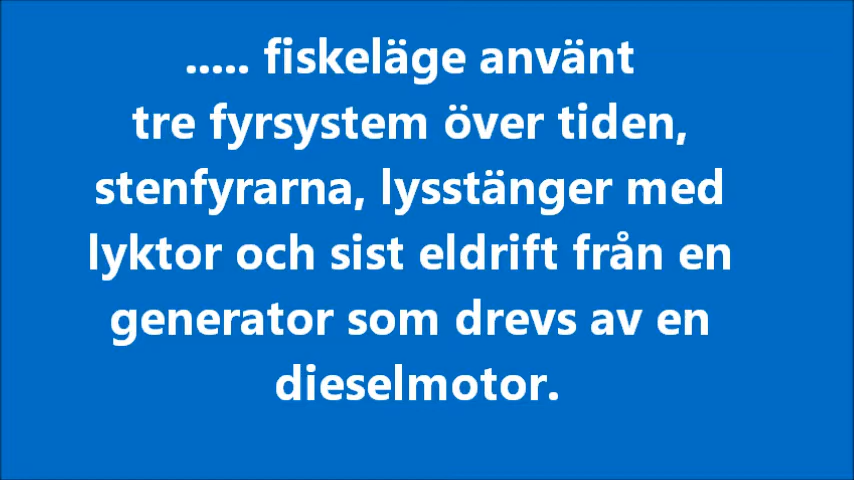 ..... fiskeläge använt
tre fyrsystem över tiden,
stenfyrarna, lysstänger med
lyktor och sist eldrift från en
generator som drevs av en
dieselmotor.